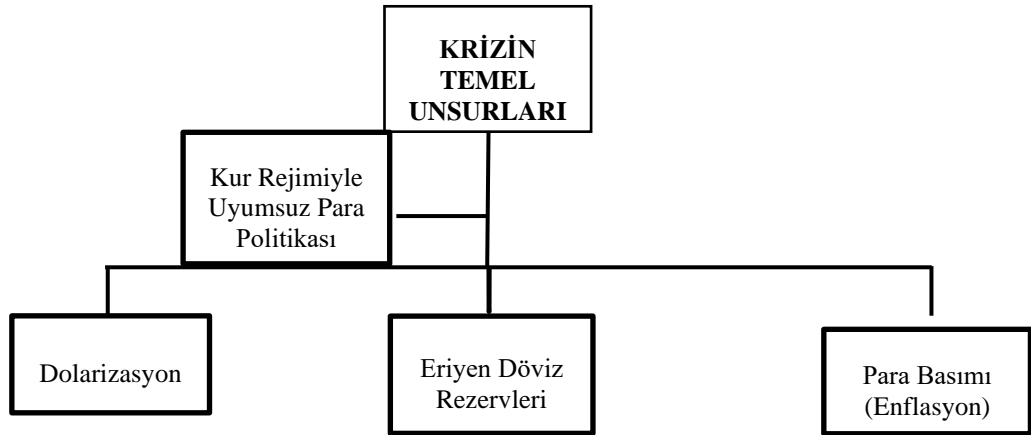 KRİZİN
TEMEL
UNSURLARI
Kur Rejimiyle
Uyumsuz Para
Politikası
Dolarizasyon
Eriyen Döviz
Rezervleri
Para Basımı
(Enflasyon)